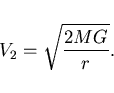 $V_2 = \sqrt{\frac{2MG}{r}}.$